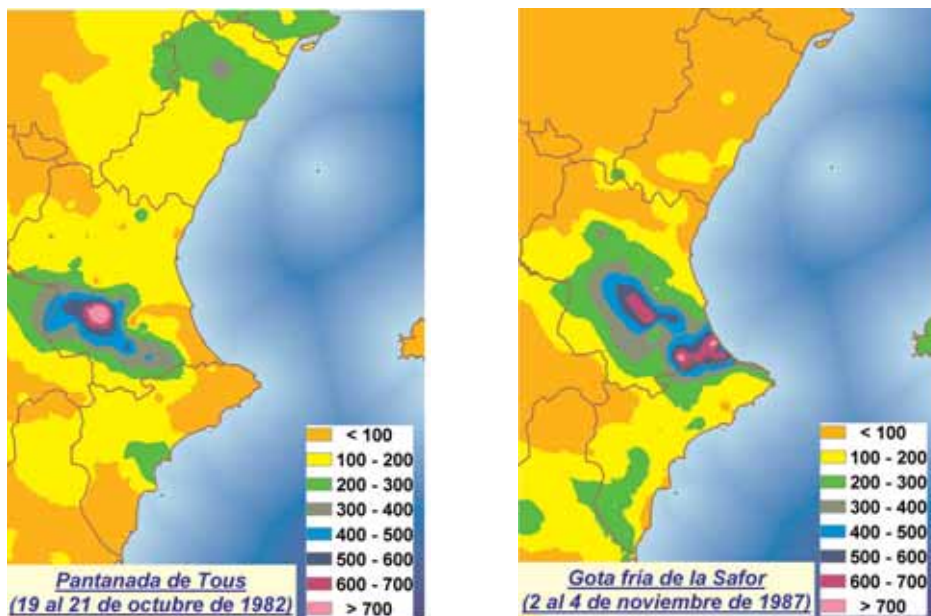 < 100
100 - 200
200 - 300
300 - 400
400 - 500
500 - 600
600 - 700
> 700
Pantanada de Tous
(19 al 21 de octubre de 1982)
< 100
100 - 200
200 - 300
300 - 400
400 - 500
500 - 600
600 - 700
> 700
Gota fría de la Safor
(2 al 4 de noviembre de 1987)